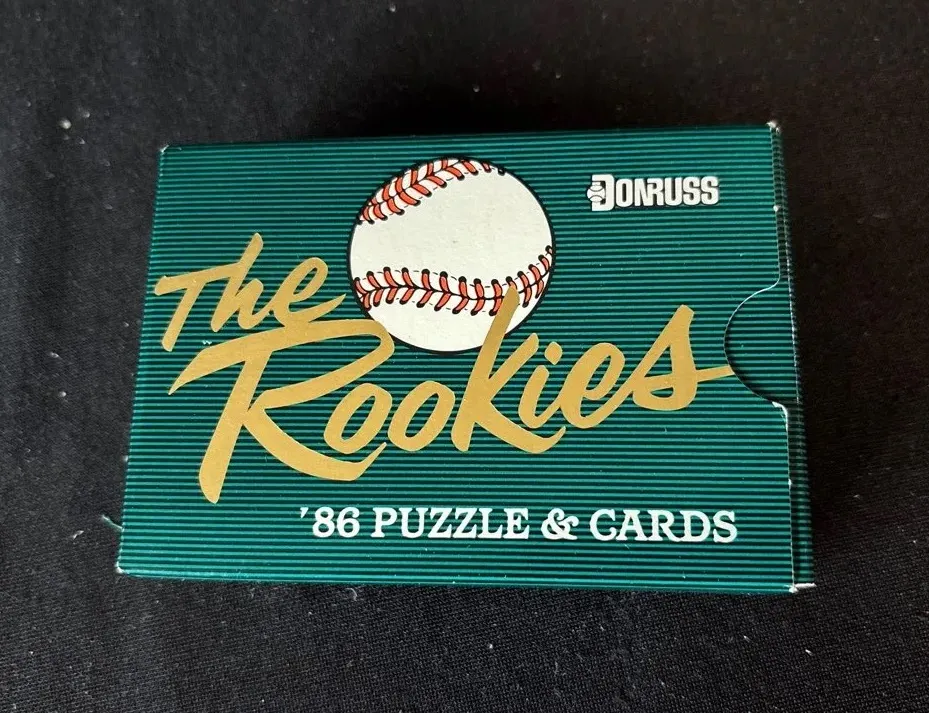 DONRUSS
The
Rookies
'86 PUZZLE & CARDS